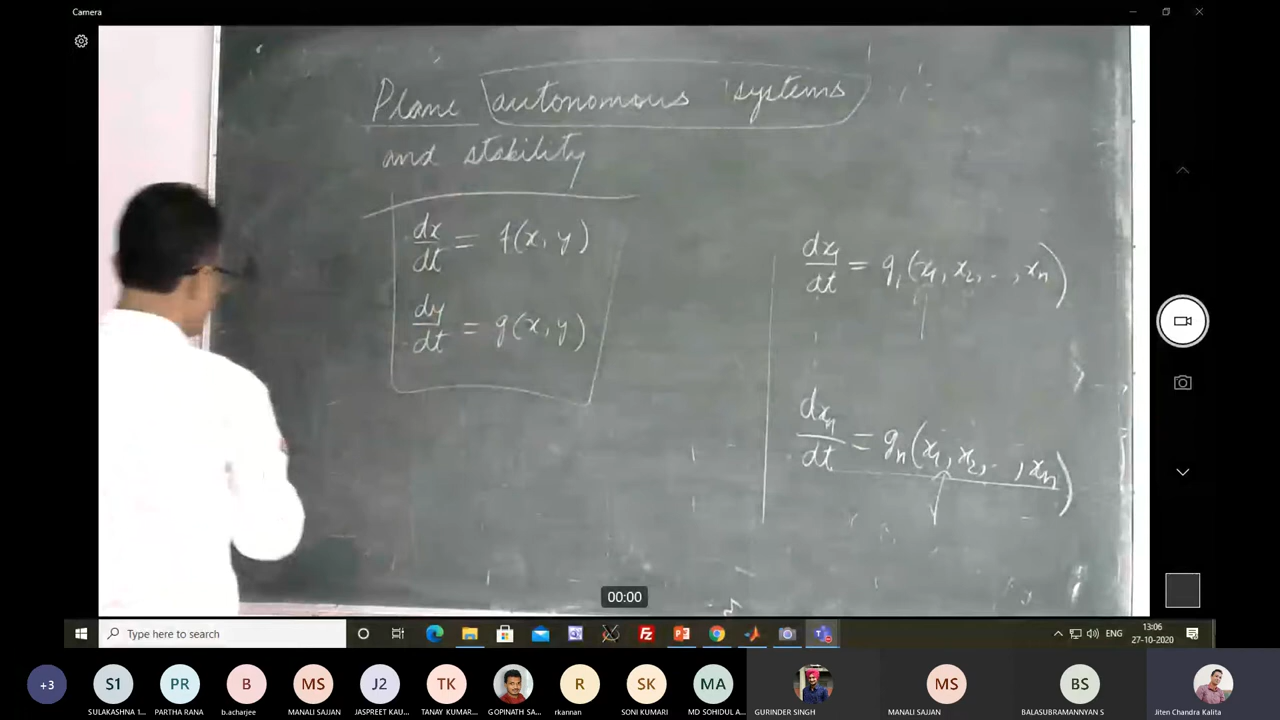 Camera
Plane autonomous systems
and stability
dx/dt = f(x, y)
dy/dt = g(x, y)
dx₁/dt = g₁(x₁, x₂, .. , xₙ)
dxₙ/dt = gₙ(x₁, x₂, .. , xₙ)
00:00
Type here to search
ENG
13:06
27-10-2020
+3
S1
PR
B
MS
J2
TK
R
SK
MA
MS
BS
SULAKSHNA 1...
PARTHA RANA
b.acharjee
MANALI SAJJAN
JASPREET KAU...
TANAY KUMAR...
GOPINATH SA...
rkannan
SONI KUMARI
MD SOHIDUL A...
GURINDER SINGH
MANALI SAJJAN
BALASUBRAMANNYAN S
Jiten Chandra Kalita